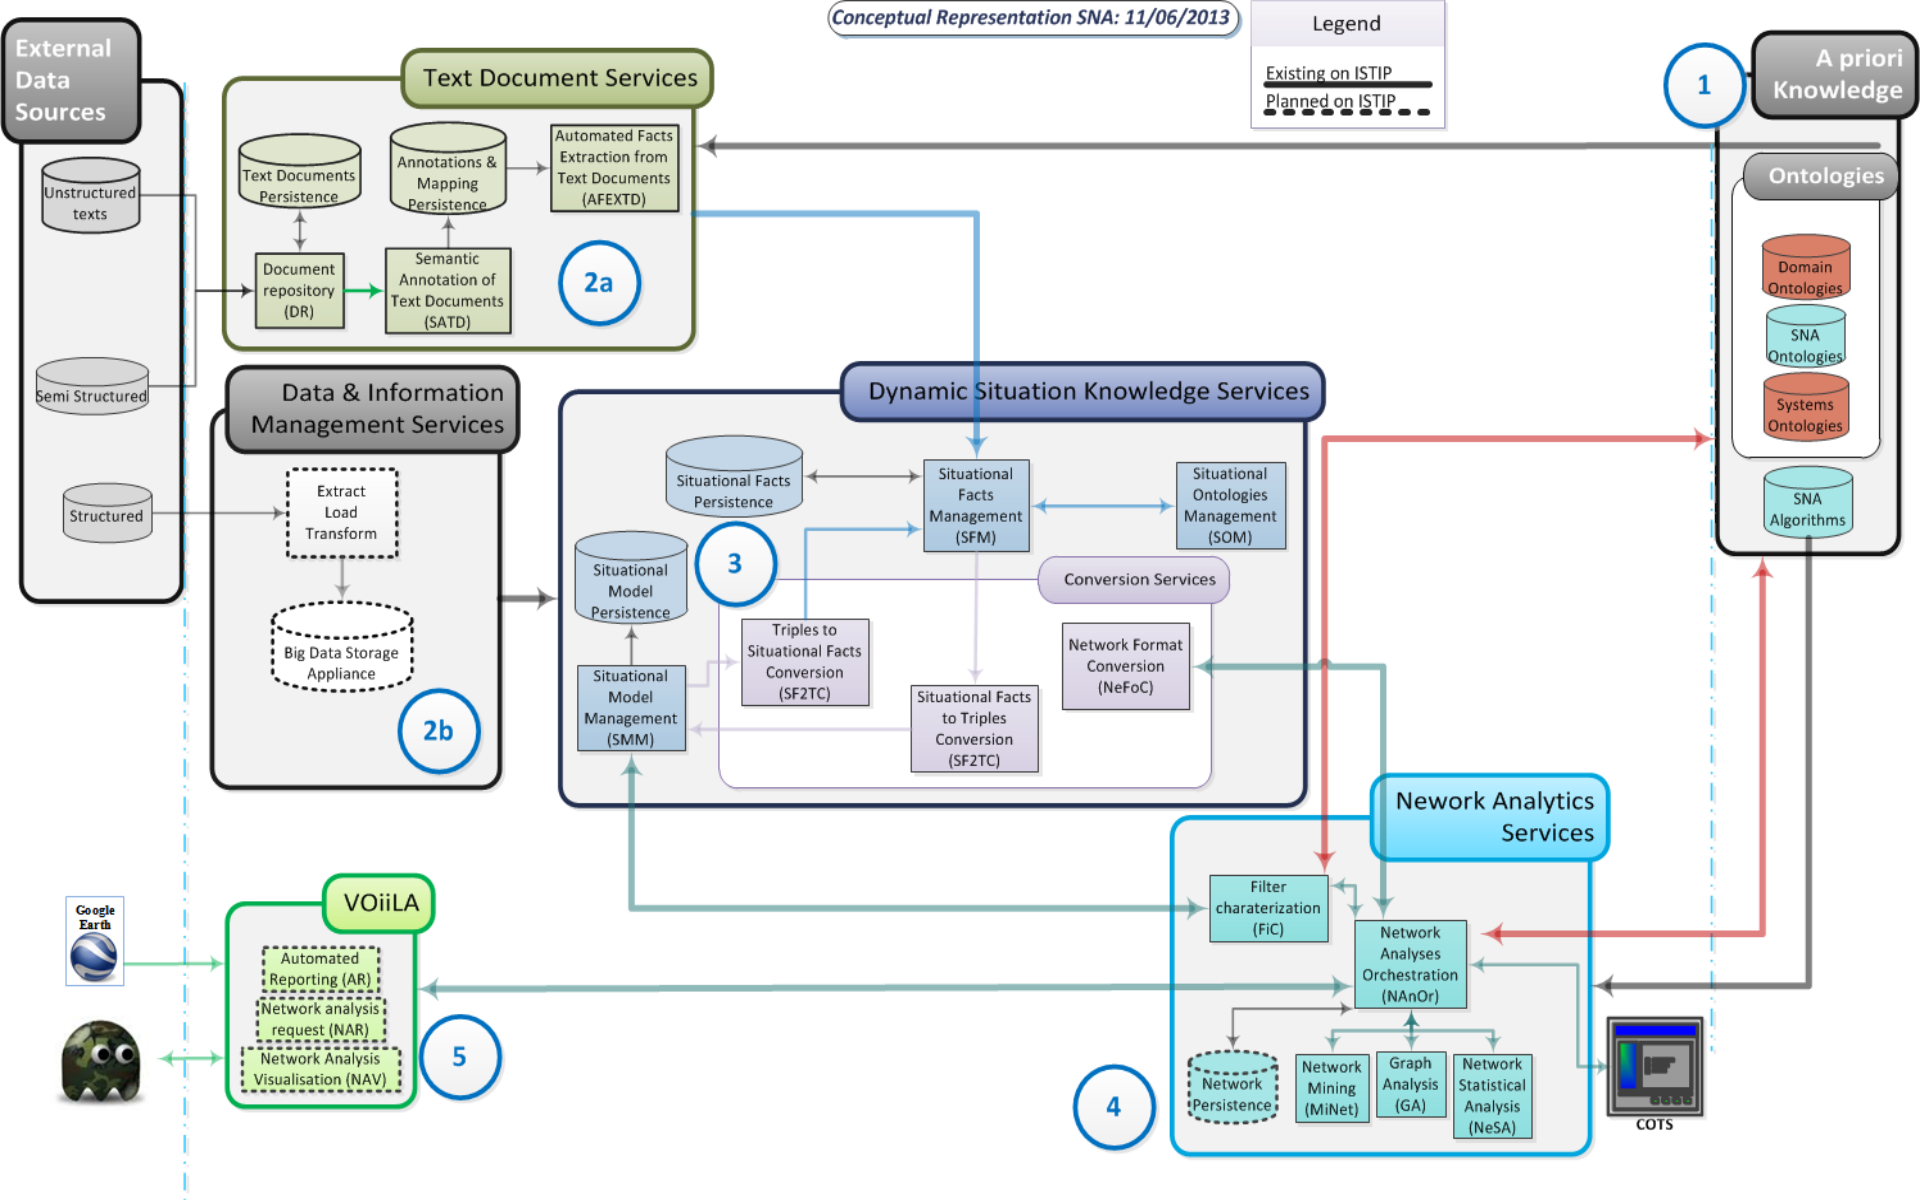 Conceptual Representation SNA: 11/06/2013
Legend
Existing on ISTIP
Planned on ISTIP
External
Data
Sources
Unstructured
texts
Semi Structured
Structured
Text Document Services
Text Documents
Persistence
Annotations &
Mapping
Persistence
Automated Facts
Extraction from
Text Documents
(AFEXTD)
Document
repository
(DR)
Semantic
Annotation of
Text Documents
(SATD)
2a
1
A priori
Knowledge
Ontologies
Domain
Ontologies
SNA
Ontologies
Systems
Ontologies
SNA
Algorithms
Data & Information
Management Services
Extract
Load
Transform
Big Data Storage
Appliance
2b
Dynamic Situation Knowledge Services
Situational Facts
Persistence
Situational
Facts
Management
(SFM)
Situational
Ontologies
Management
(SOM)
3
Situational
Model
Persistence
Conversion Services
Triples to
Situational Facts
Conversion
(SF2TC)
Network Format
Conversion
(NeFoC)
Situational
Model
Management
(SMM)
Situational Facts
to Triples
Conversion
(SF2TC)
Nework Analytics
Services
Filter
charaterization
(FiC)
Network
Analyses
Orchestration
(NAnOr)
Network
Persistence
Network
Mining
(MiNet)
Graph
Analysis
(GA)
Network
Statistical
Analysis
(NeSA)
4
COTS
VOiiLA
Google
Earth
Automated
Reporting (AR)
Network analysis
request (NAR)
Network Analysis
Visualisation (NAV)
5